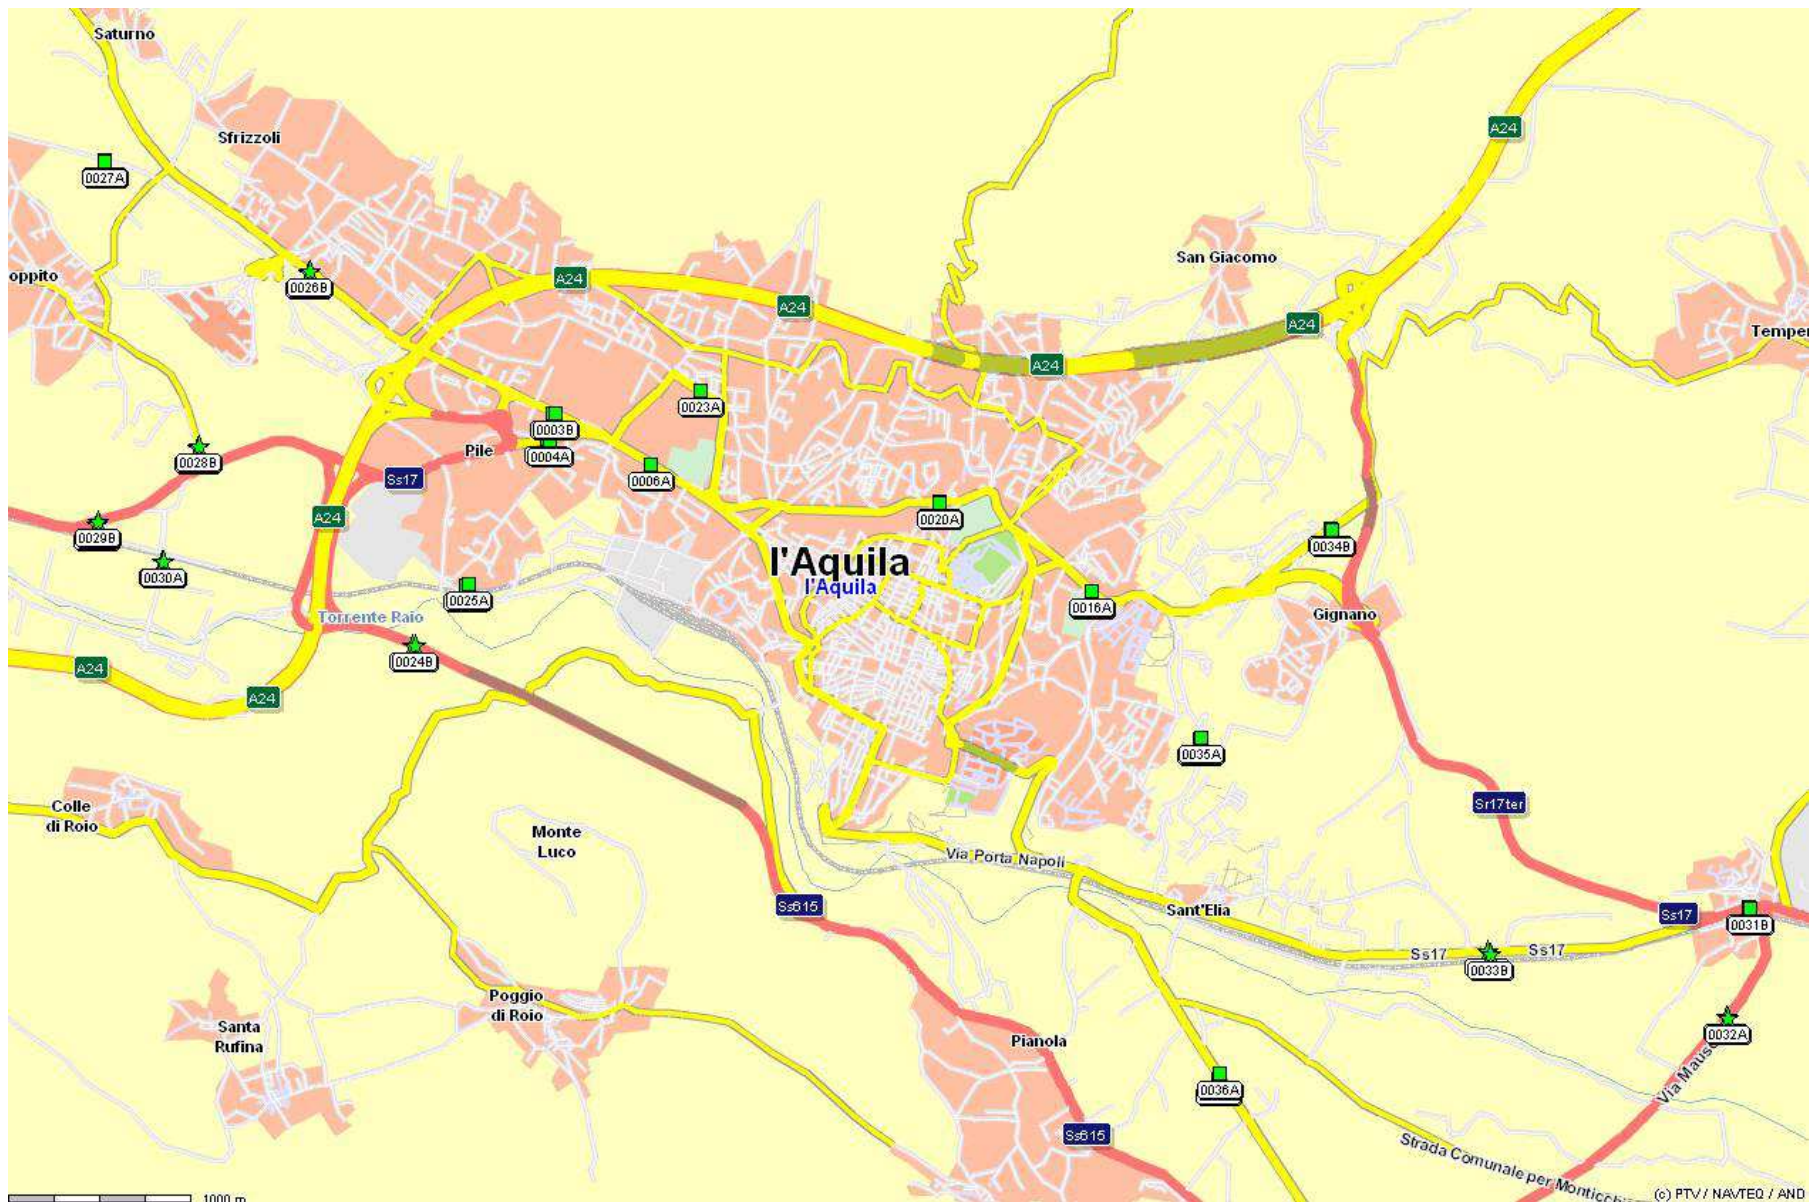 Saturno
Sfrizzoli
A24
0027A
San Giacomo
oppito
A24
0026B
A24
A24
Temper
A24
0023A
0003B
Pile
0004A
0028B
Ss17
0006A
A24
0020A
0029B
0034B
l'Aquila
0030A
l'Aquila
0025A
0016A
Torrente Raio
Gignano
0024B
A24
A24
0035A
Colle
di Roio
Sr17ter
Monte
Luco
Via Porta Napoli
Ss615
Sant'Elia
Ss17
0031B
Ss17
Ss17
0033B
Poggio
di Roio
Santa
Rufina
0032A
Pianola
Via Maus
0036A
Ss615
Strada Comunale per Monticch
1000 m
(c) PTV / NAVTEQ / AND